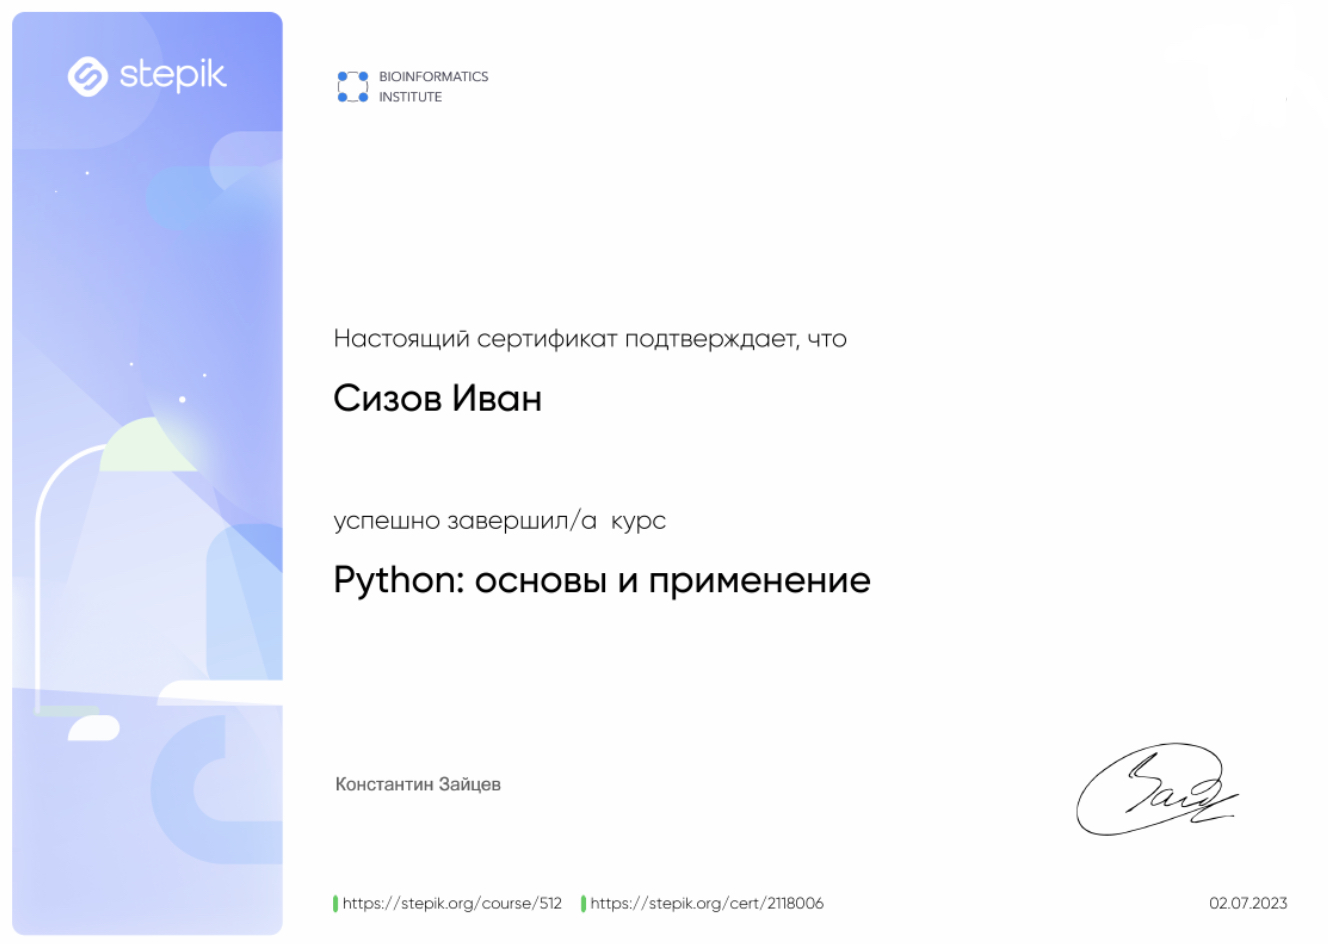 stepik
BIOINFORMATICS
INSTITUTE
Настоящий сертификат подтверждает, что
Сизов Иван
успешно завершил/а курс
Python: основы и применение
Константин Зайцев
https://stepik.org/course/512 https://stepik.org/cert/2118006 02.07.2023